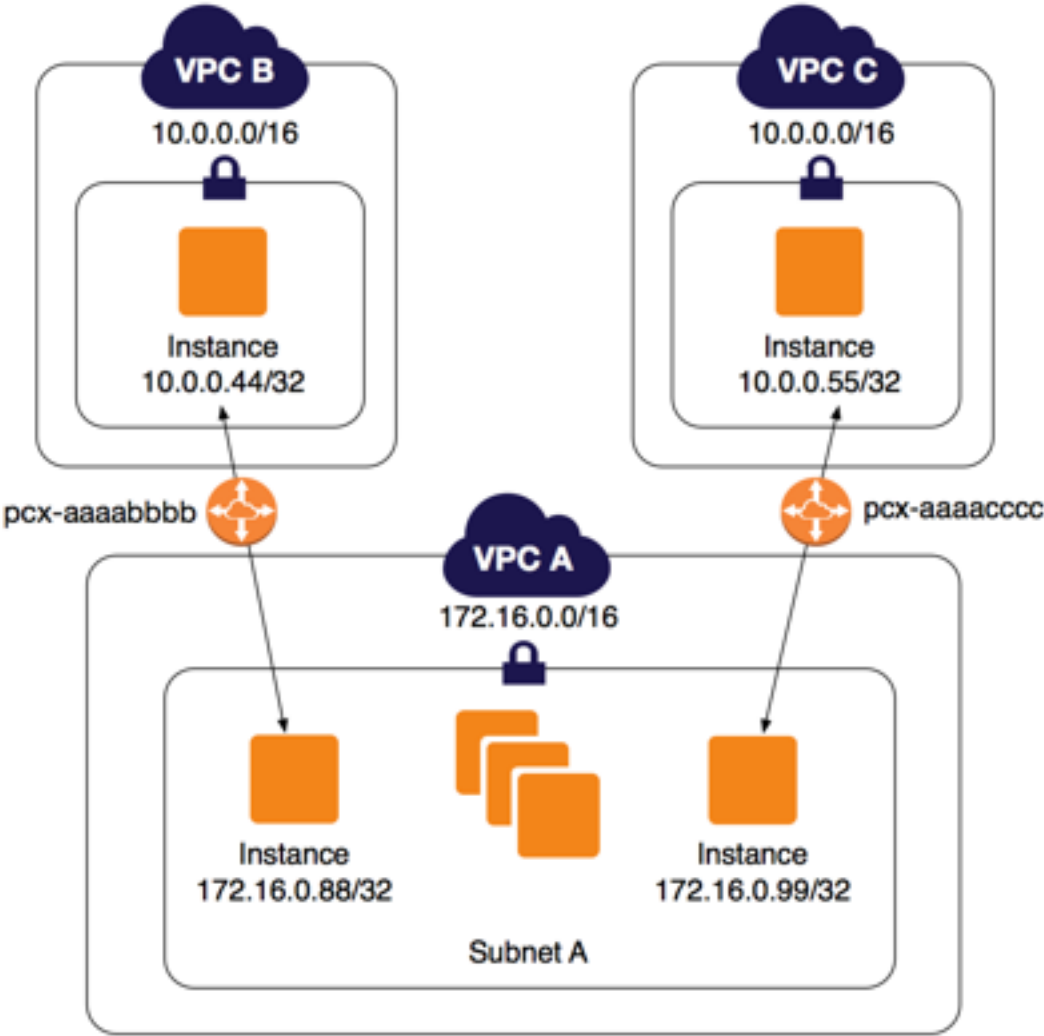 VPC B
10.0.0.0/16
Instance
10.0.0.44/32
VPC C
10.0.0.0/16
Instance
10.0.0.55/32
pcx-aaaabbbb
pcx-aaaacccc
VPC A
172.16.0.0/16
Instance
172.16.0.88/32
Instance
172.16.0.99/32
Subnet A